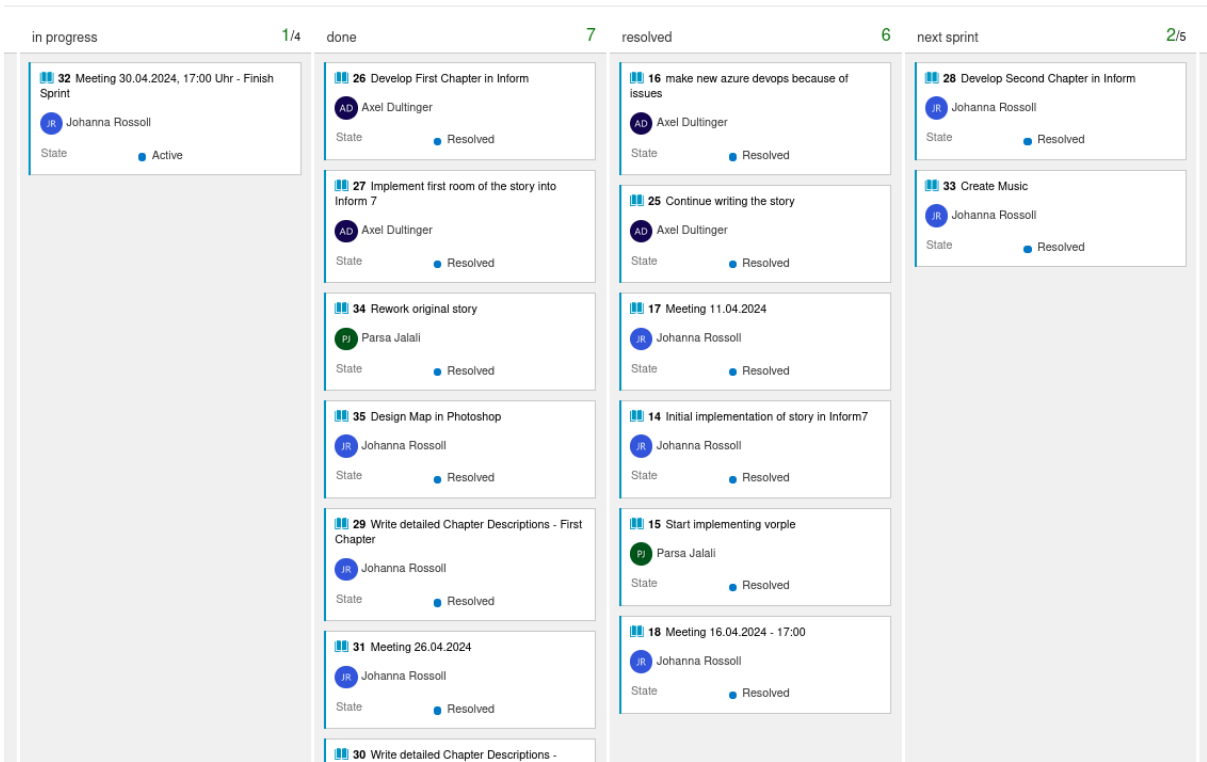 in progress 1/4
32 Meeting 30.04.2024, 17:00 Uhr - Finish
Sprint
JR Johanna Rossoll
State Active
done 7
26 Develop First Chapter in Inform
AD Axel Dultinger
State Resolved
27 Implement first room of the story into
Inform 7
AD Axel Dultinger
State Resolved
34 Rework original story
PJ Parsa Jalali
State Resolved
35 Design Map in Photoshop
JR Johanna Rossoll
State Resolved
29 Write detailed Chapter Descriptions - First
Chapter
JR Johanna Rossoll
State Resolved
31 Meeting 26.04.2024
JR Johanna Rossoll
State Resolved
30 Write detailed Chapter Descriptions -
resolved 6
16 make new azure devops because of
issues
AD Axel Dultinger
State Resolved
25 Continue writing the story
AD Axel Dultinger
State Resolved
17 Meeting 11.04.2024
JR Johanna Rossoll
State Resolved
14 Initial implementation of story in Inform7
JR Johanna Rossoll
State Resolved
15 Start implementing vorple
PJ Parsa Jalali
State Resolved
18 Meeting 16.04.2024 - 17:00
JR Johanna Rossoll
State Resolved
next sprint 2/5
28 Develop Second Chapter in Inform
JR Johanna Rossoll
State Resolved
33 Create Music
JR Johanna Rossoll
State Resolved